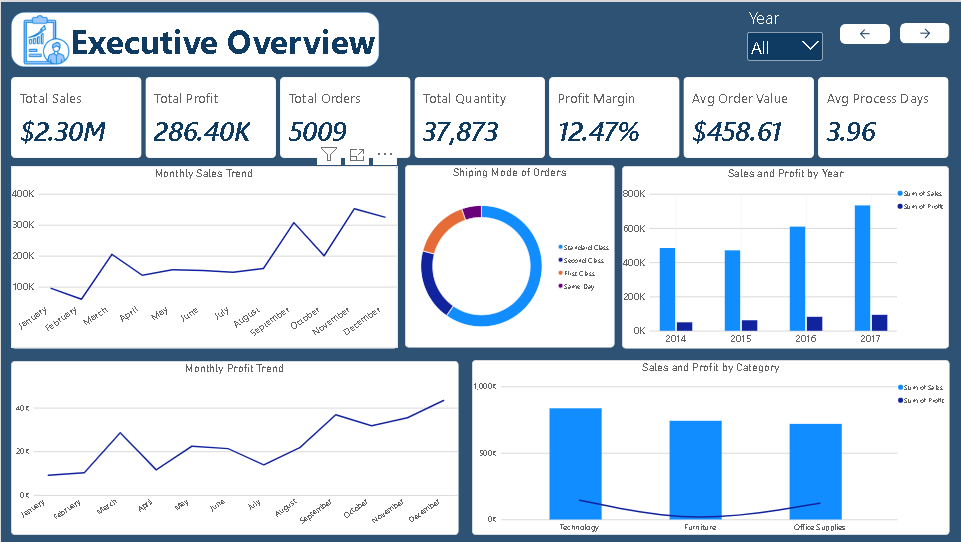 Executive Overview
Year
All
Total Sales
$2.30M
Total Profit
286.40K
Total Orders
5009
Total Quantity
37,873
Profit Margin
12.47%
Avg Order Value
$458.61
Avg Process Days
3.96
Monthly Sales Trend
400K
300K
200K
100K
January
February
March
April
May
June
July
August
September
October
November
December
Shiping Mode of Orders
Standard Class
Second Class
First Class
Same Day
Sales and Profit by Year
800K
600K
400K
200K
0K
2014
2015
2016
2017
Sum of Sales
Sum of Profit
Monthly Profit Trend
40K
20K
0K
January
February
March
April
May
June
July
August
September
October
November
December
Sales and Profit by Category
1,000K
500K
0K
Technology
Furniture
Office Supplies
Sum of Sales
Sum of Profit